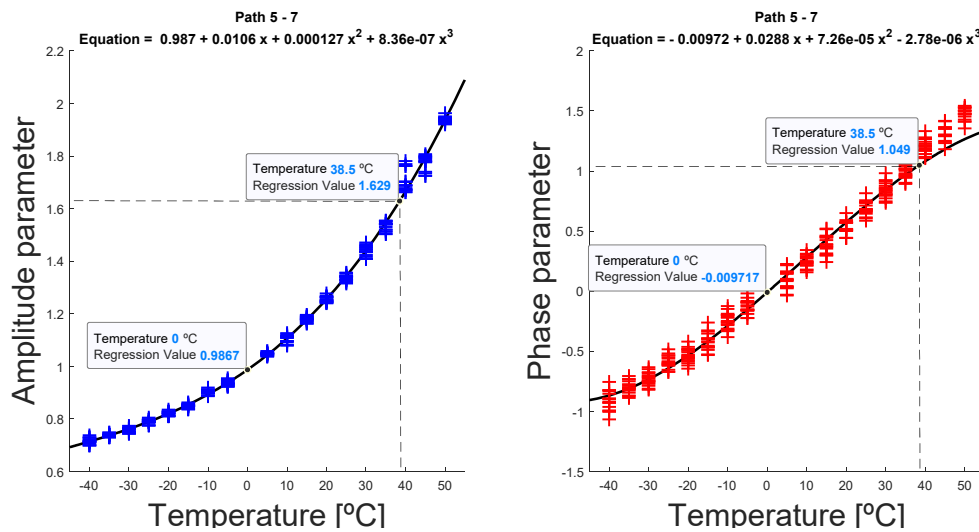 Path 5 - 7
Equation = 0.987 + 0.0106 x + 0.000127 x² + 8.36e-07 x³
2.2
2
1.8
1.6
1.4
1.2
1
0.8
0.6
Amplitude parameter
Temperature 38.5 ºC
Regression Value 1.629
Temperature 0 ºC
Regression Value 0.9867
-40 -30 -20 -10 0 10 20 30 40 50
Temperature [ºC]
Path 5 - 7
Equation = - 0.00972 + 0.0288 x + 7.26e-05 x² - 2.78e-06 x³
2
1.5
1
0.5
0
-0.5
-1
-1.5
Phase parameter
Temperature 38.5 ºC
Regression Value 1.049
Temperature 0 ºC
Regression Value -0.009717
-40 -30 -20 -10 0 10 20 30 40 50
Temperature [ºC]